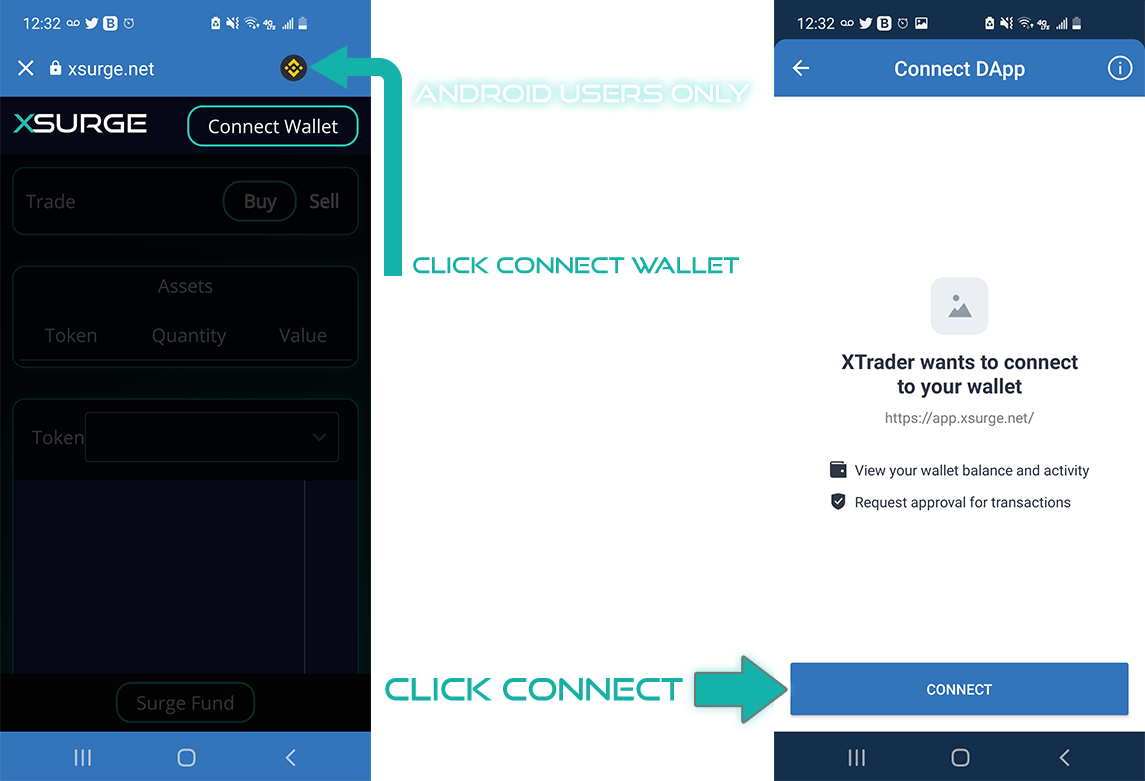 12:32
xsurge.net
XSURGE
Connect Wallet
Trade
Buy
Sell
Assets
Token
Quantity
Value
Token
Surge Fund
ANDROID USERS ONLY
CLICK CONNECT WALLET
CLICK CONNECT
12:32
Connect DApp
XTrader wants to connect
to your wallet
https://app.xsurge.net/
View your wallet balance and activity
Request approval for transactions
CONNECT